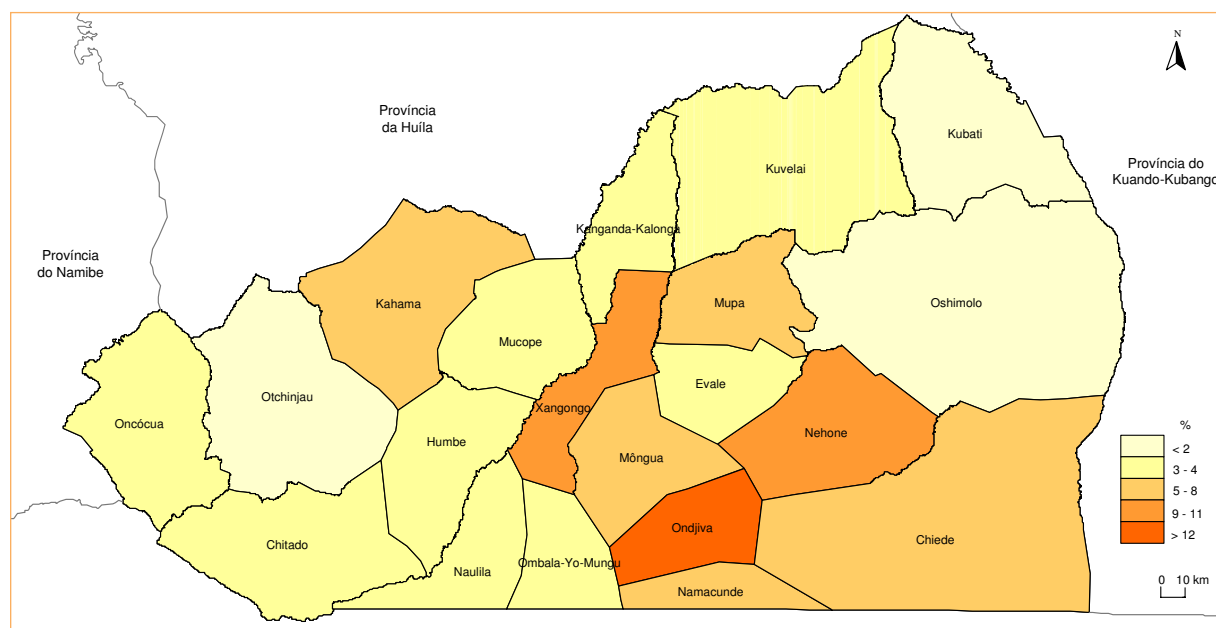 N
Província
da Huíla
Kubati
Província do
Kuando-Kubango
Kuvelai
Kanganda-Kalonga
Província
do Namibe
Kahama
Mupa
Oshimolo
Mucope
Evale
Otchinjau
Xangongo
Oncócua
Humbe
Nehone
Môngua
%
< 2
3 - 4
5 - 8
9 - 11
> 12
Ondjiva
Chiede
Chitado
Naulila
Ombala-Yo-Mungu
Namacunde
0 10 km